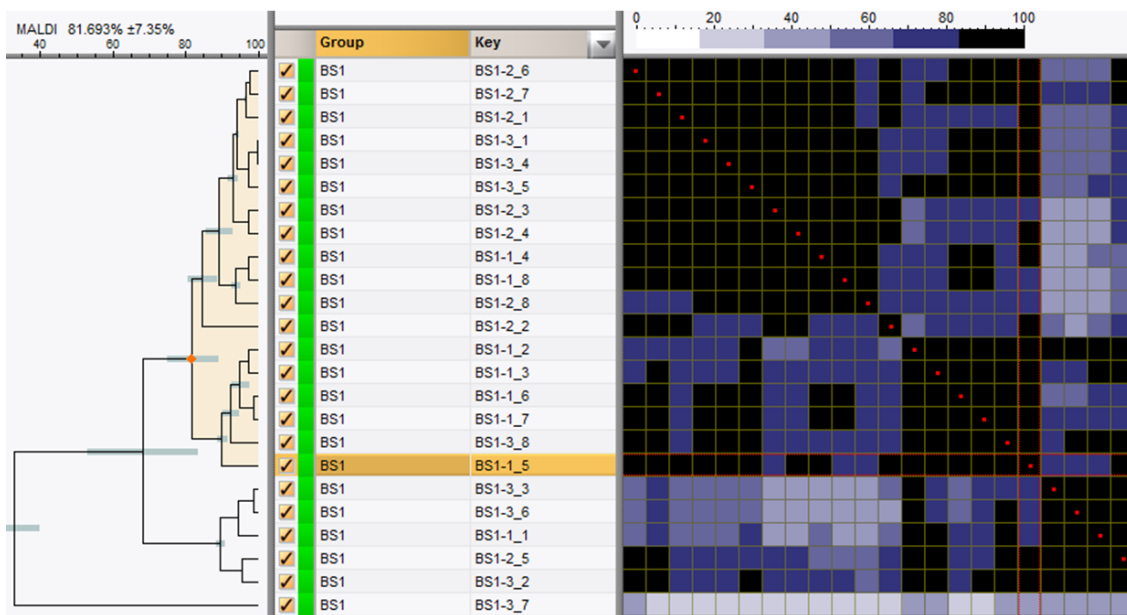 MALDI 81.693% ±7.35%
40 60 80 100
Group Key
0 20 40 60 80 100
BS1 BS1-2_6
BS1 BS1-2_7
BS1 BS1-2_1
BS1 BS1-3_1
BS1 BS1-3_4
BS1 BS1-3_5
BS1 BS1-2_3
BS1 BS1-2_4
BS1 BS1-1_4
BS1 BS1-1_8
BS1 BS1-2_8
BS1 BS1-2_2
BS1 BS1-1_2
BS1 BS1-1_3
BS1 BS1-1_6
BS1 BS1-1_7
BS1 BS1-3_8
BS1 BS1-1_5
BS1 BS1-3_3
BS1 BS1-3_6
BS1 BS1-1_1
BS1 BS1-2_5
BS1 BS1-3_2
BS1 BS1-3_7